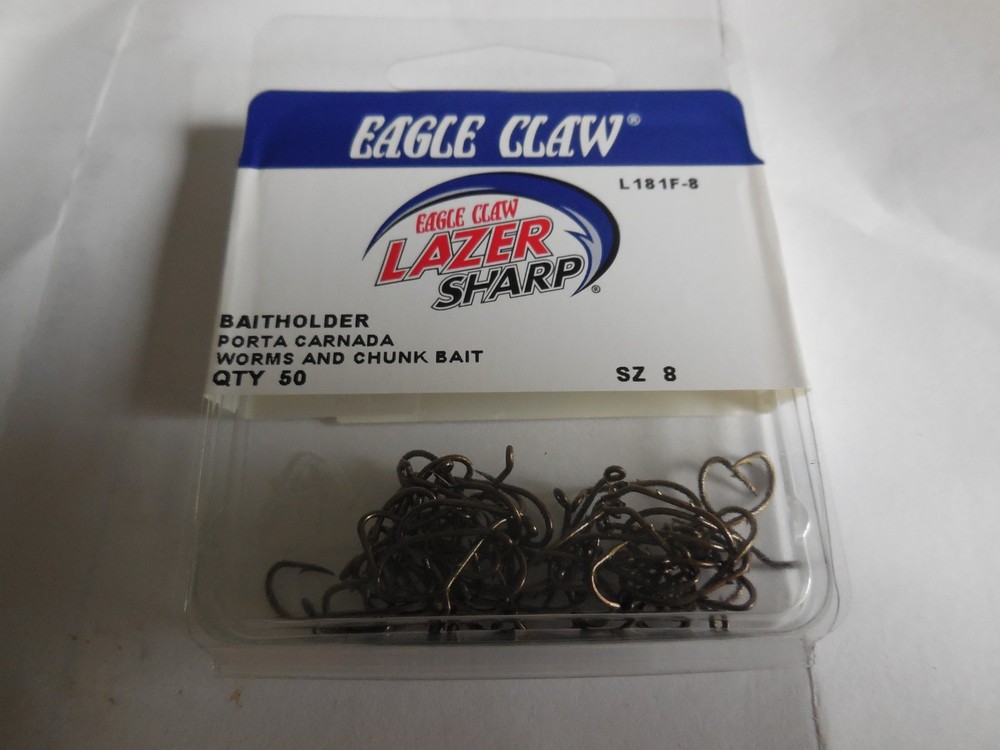 EAGLE CLAW®
L181F-8
EAGLE CLAW
LAZER
SHARP®
BAITHOLDER
PORTA CARNADA
WORMS AND CHUNK BAIT
QTY 50
SZ 8